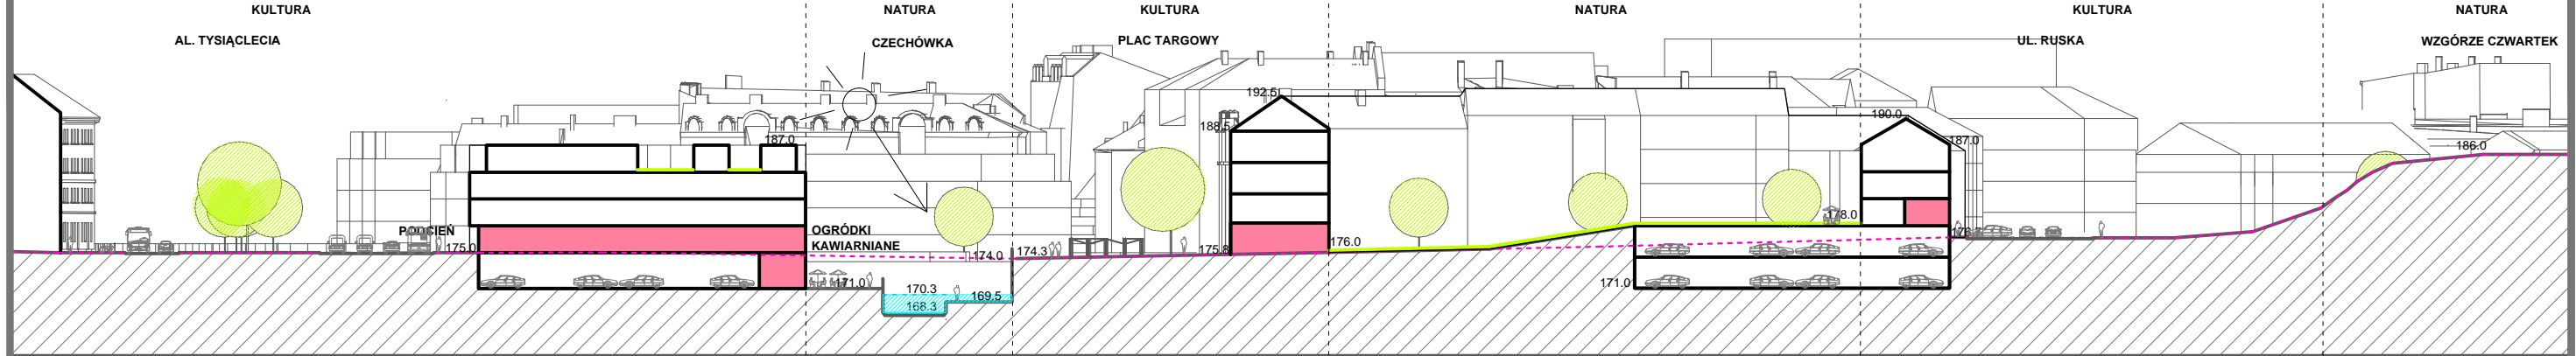 KULTURA
NATURA
KULTURA
NATURA
KULTURA
NATURA
AL. TYSIĄCLECIA
CZECHÓWKA
PLAC TARGOWY
UL. RUSKA
WZGÓRZE CZWARTEK
192.5
188.5
190.0
187.0
187.0
186.0
178.0
PODCIEŃ
OGRÓDKI
KAWIARNIANE
175.0
174.0
174.3
175.8
176.0
176.7
171.0
170.3
169.5
168.3
171.0